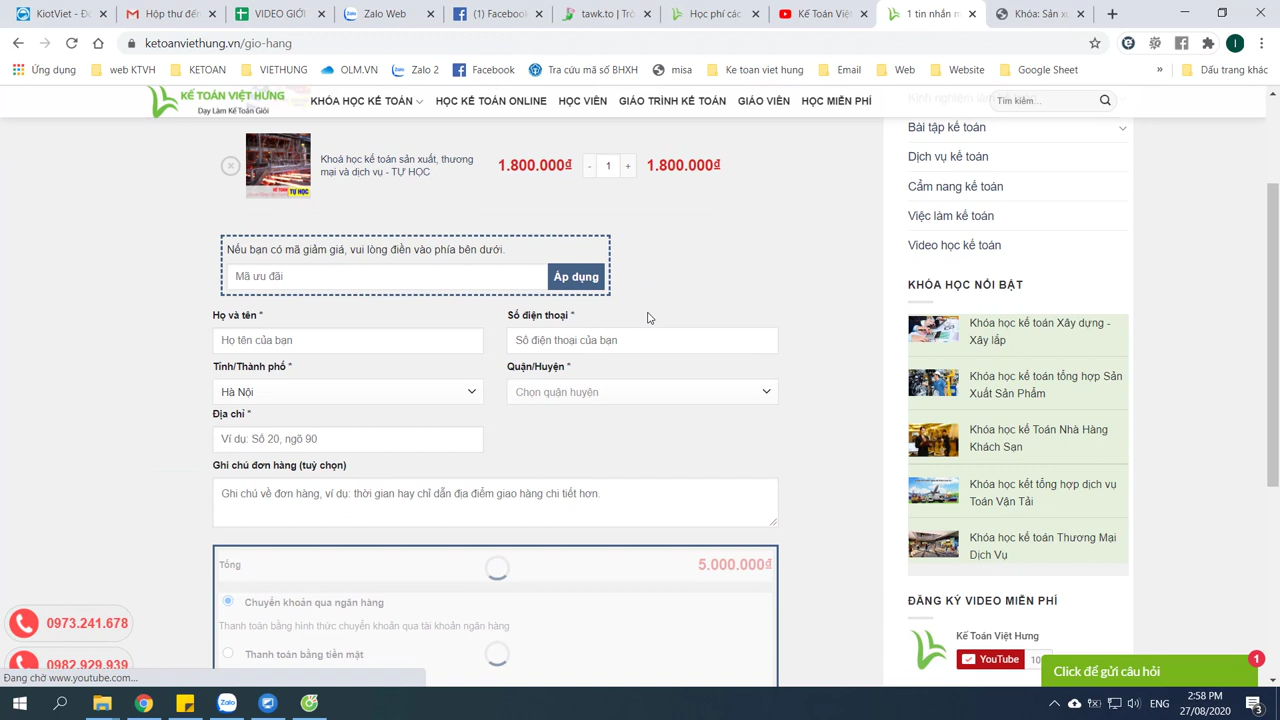 KiotViet - Đ
Hộp thư đến
VIDEO GIỚI
Zalo Web
(1) Facebook
tawk.to | Trò
Học phí các
Kế Toán Việ
1 tin nhắn m
Khóa: Sản xu
ketoanviethung.vn/gio-hang
Ứng dụng
web KTVH
KETOAN
VIETHUNG
OLM.VN
Zalo 2
Facebook
Tra cứu mã số BHXH
misa
Ke toan viet hung
Email
Web
Website
Google Sheet
»
Dấu trang khác
KẾ TOÁN VIỆT HƯNG
Dạy Làm Kế Toán Giỏi
KHÓA HỌC KẾ TOÁN
HỌC KẾ TOÁN ONLINE
HỌC VIÊN
GIÁO TRÌNH KẾ TOÁN
GIÁO VIÊN
HỌC MIỄN PHÍ
Tìm kiếm...
Khoá học kế toán sản xuất, thương
mại và dịch vụ - TỰ HỌC
1.800.000₫
- 1 +
1.800.000₫
TỰ HỌC
Nếu bạn có mã giảm giá, vui lòng điền vào phía bên dưới.
Mã ưu đãi
Áp dụng
Họ và tên *
Số điện thoại *
Họ tên của bạn
Số điện thoại của bạn
Tỉnh/Thành phố *
Quận/Huyện *
Hà Nội
Chọn quận huyện
Địa chỉ *
Ví dụ: Số 20, ngõ 90
Ghi chú đơn hàng (tuỳ chọn)
Ghi chú về đơn hàng, ví dụ: thời gian hay chỉ dẫn địa điểm giao hàng chi tiết hơn.
Tổng
5.000.000₫
Chuyển khoản qua ngân hàng
Thanh toán bằng hình thức chuyển khoản qua tài khoản ngân hàng
Thanh toán bằng tiền mặt
Bài tập kế toán
Dịch vụ kế toán
Cẩm nang kế toán
Việc làm kế toán
Video học kế toán
KHÓA HỌC NỔI BẬT
Khóa học kế toán Xây dựng -
Xây lắp
Khóa học kế toán tổng hợp Sản
Xuất Sản Phẩm
Khóa học kế Toán Nhà Hàng
Khách Sạn
Khóa học kết tổng hợp dịch vụ
Toán Vận Tải
Khóa học kế toán Thương Mại
Dịch Vụ
ĐĂNG KÝ VIDEO MIỄN PHÍ
Kế Toán Việt Hưng
YouTube
10
0973.241.678
0982.929.939
Click để gửi câu hỏi
1
Đang chờ www.youtube.com...
Zalo
ENG
2:58 PM
27/08/2020
3